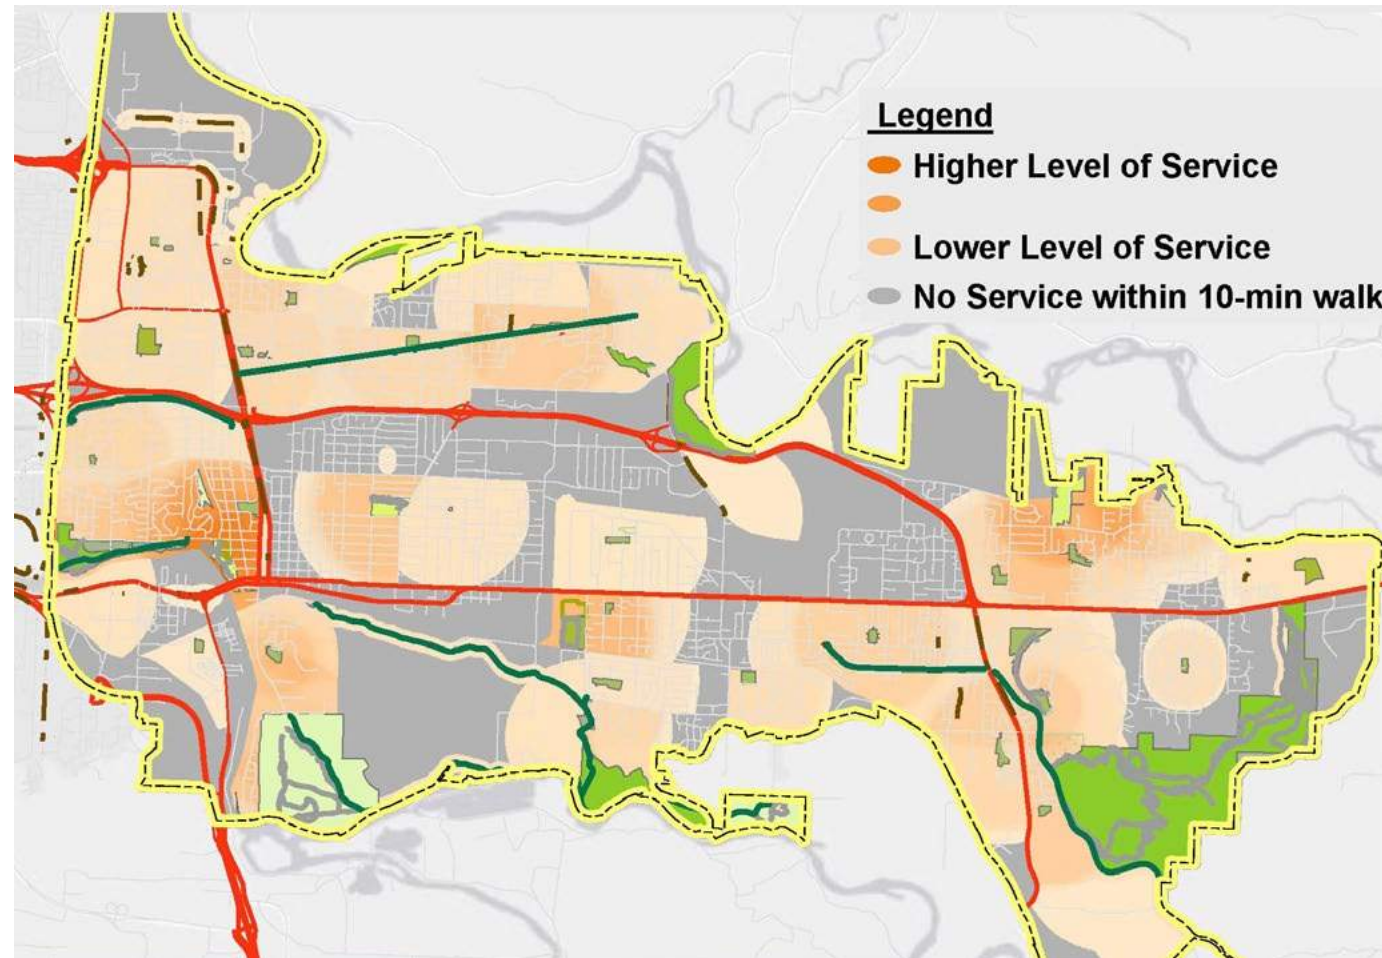 Legend
Higher Level of Service
Lower Level of Service
No Service within 10-min walk